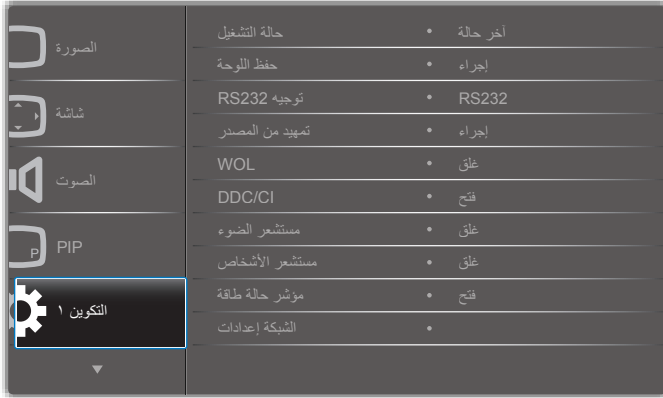 الصورة
شاشة
الصوت
PIP
P
التكوين ١
حالة التشغيل • آخر حالة
حفظ اللوحة • إجراء
توجيه RS232 • RS232
تمهيد من المصدر • إجراء
WOL • غلق
DDC/CI • فتح
مستشعر الضوء • غلق
مستشعر الأشخاص • غلق
مؤشر حالة طاقة • فتح
الشبكة إعدادات •